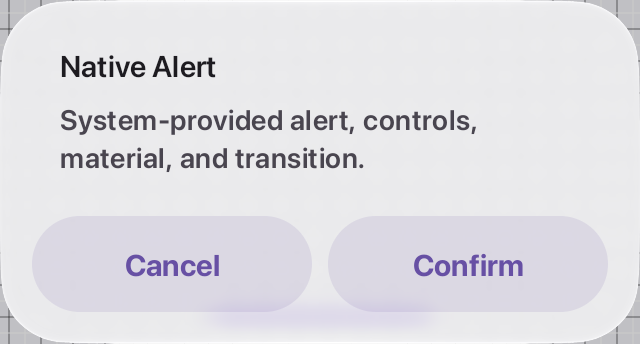 Native Alert
System-provided alert, controls,
material, and transition.
Cancel
Confirm